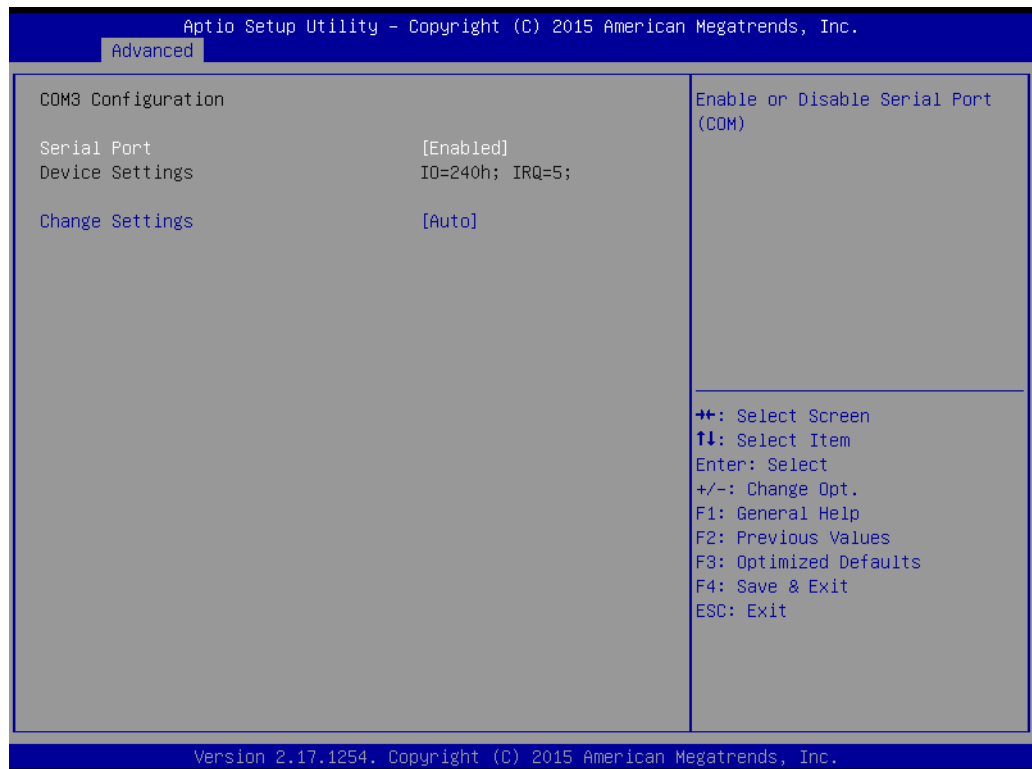 Aptio Setup Utility – Copyright (C) 2015 American Megatrends, Inc.
Advanced
COM3 Configuration
Serial Port [Enabled]
Device Settings IO=240h; IRQ=5;
Change Settings [Auto]
Enable or Disable Serial Port
(COM)
→←: Select Screen
↑↓: Select Item
Enter: Select
+/-: Change Opt.
F1: General Help
F2: Previous Values
F3: Optimized Defaults
F4: Save & Exit
ESC: Exit
Version 2.17.1254. Copyright (C) 2015 American Megatrends, Inc.